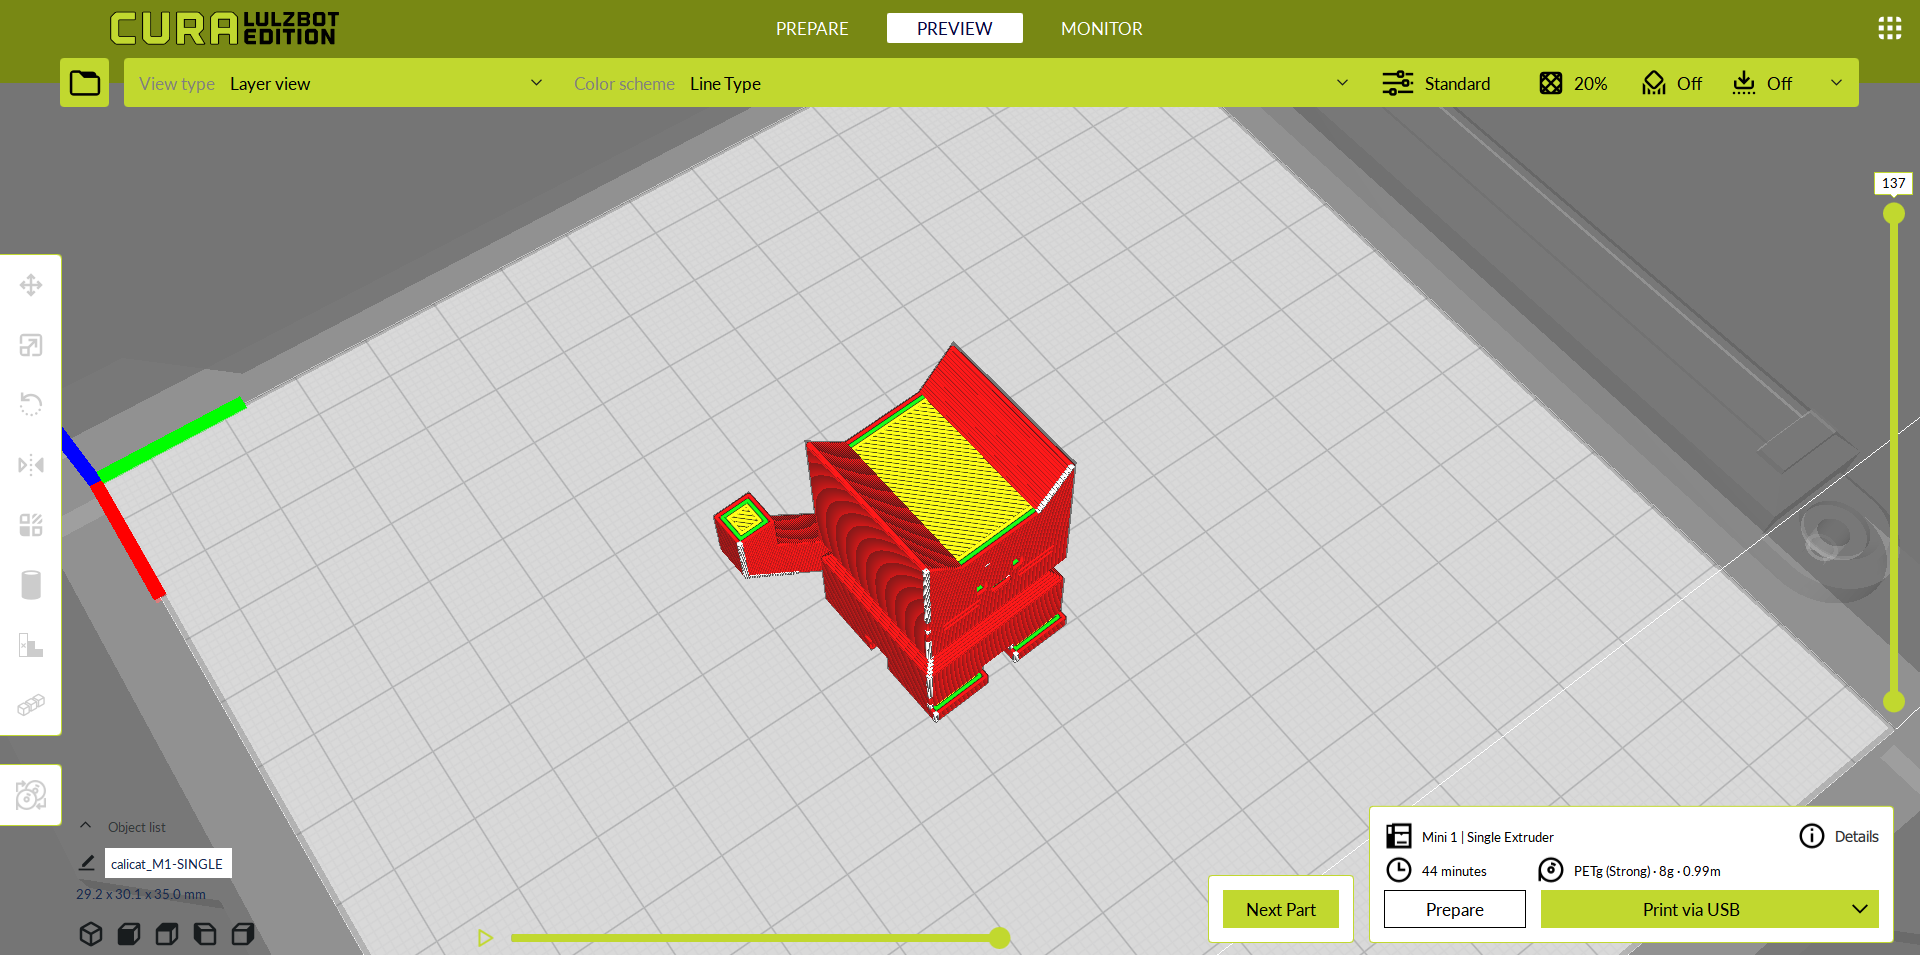 CURA LULZBOT EDITION
PREPARE PREVIEW MONITOR
View type Layer view Color scheme Line Type Standard 20% Off Off
137
Object list
calicat_M1-SINGLE
29.2 x 30.1 x 35.0 mm
Mini 1 | Single Extruder Details
44 minutes PETg (Strong) · 8g · 0.99m
Next Part Prepare Print via USB